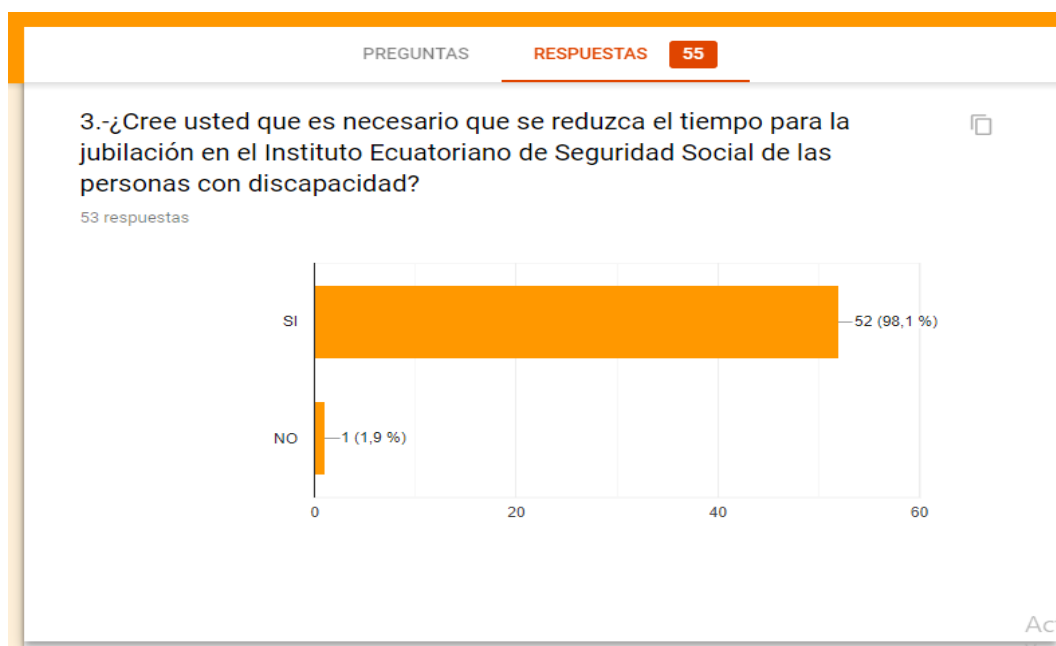 PREGUNTAS RESPUESTAS 55
3.-¿Cree usted que es necesario que se reduzca el tiempo para la
jubilación en el Instituto Ecuatoriano de Seguridad Social de las
personas con discapacidad?
53 respuestas
SI 52 (98,1 %)
NO 1 (1,9 %)
0 20 40 60